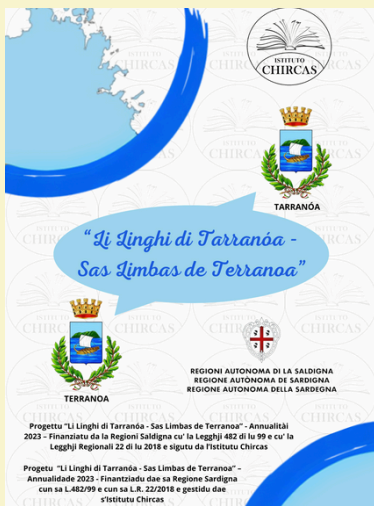 ISTITUTO
CHIRCAS
TARRANÓA
“Li Linghi di Tarranóa -
Sas Limbas de Terranoa”
TERRANOA
REGIONI AUTONOMA DI LA SALDIGNA
REGIONE AUTÒNOMA DE SARDIGNA
REGIONE AUTONOMA DELLA SARDEGNA
Progettu “Li Linghi di Tarranóa - Sas Limbas de Terranoa” - Annualitài
2023 – Finanziatu da la Regioni Saldigna cu' la Legghji 482 di lu 99 e cu' la
Legghji Regionali 22 di lu 2018 e sigutu da l'Istitutu Chircas
Progetu “Li Linghi di Tarranóa - Sas Limbas de Terranoa” –
Annualidade 2023 - Finantziadu dae sa Regione Sardigna
cun sa L.482/99 e cun sa L.R. 22/2018 e gestidu dae
s'Istitutu Chircas